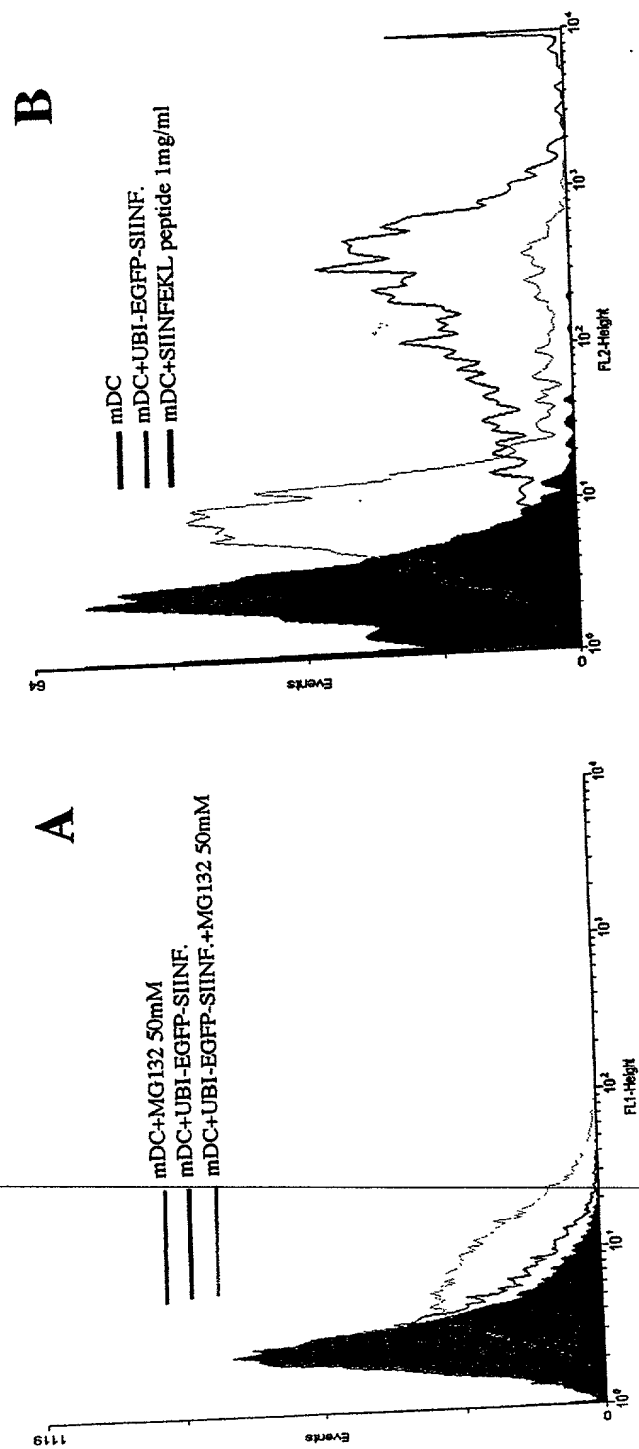 A
mDC+MG132 50mM
mDC+UBI-EGFP-SIINF.
mDC+UBI-EGFP-SIINF.+MG132 50mM
1119
Events
0
10⁰
10¹
10²
10³
10⁴
FL1-Height
B
mDC
mDC+UBI-EGFP-SIINF.
mDC+SIINFEKL peptide 1mg/ml
64
Events
0
10⁰
10¹
10²
10³
10⁴
FL2-Height